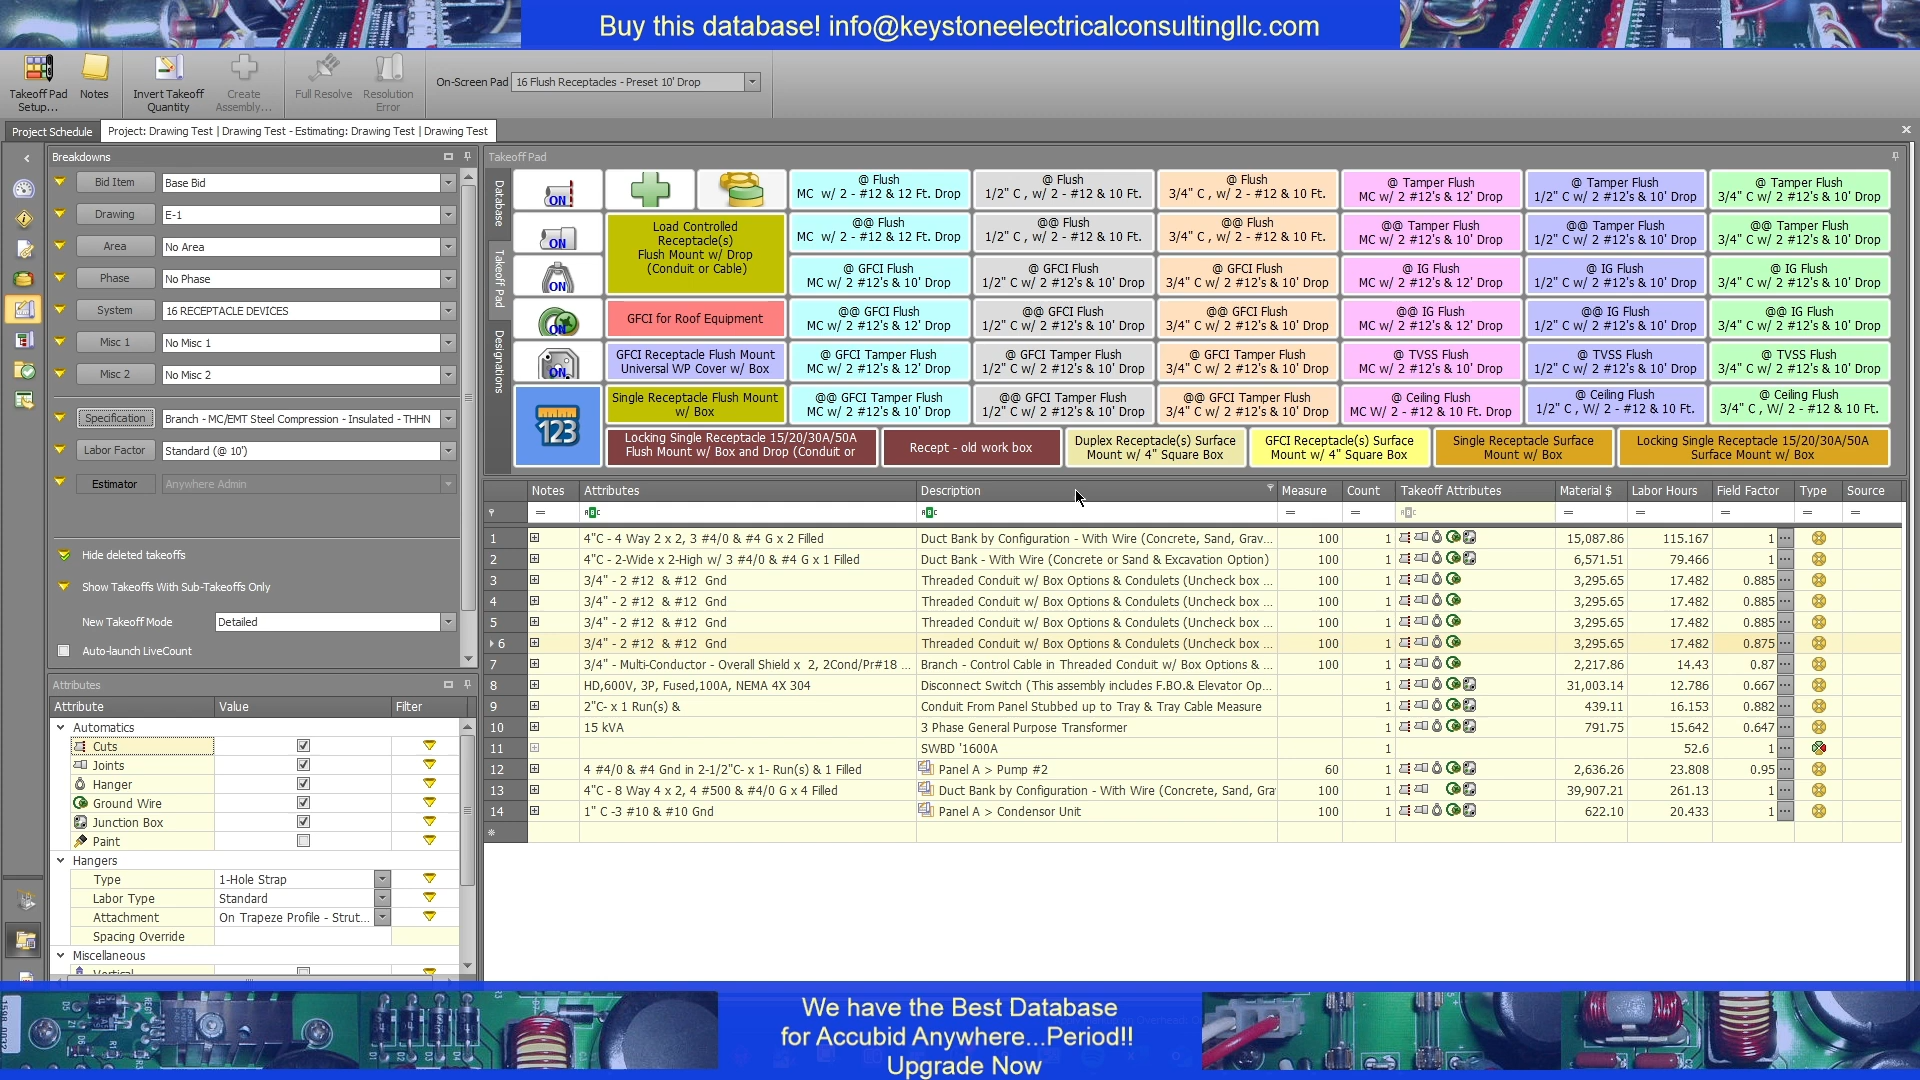 Buy this database! info@keystoneelectricalconsultingllc.com
Takeoff Pad
Setup...
Notes
Invert Takeoff
Quantity
Create
Assembly...
Full Resolve
Resolution
Error
On-Screen Pad
16 Flush Receptacles - Preset 10' Drop
Project Schedule
Project: Drawing Test | Drawing Test - Estimating: Drawing Test | Drawing Test
Breakdowns
Bid Item
Base Bid
Drawing
E-1
Area
No Area
Phase
No Phase
System
16 RECEPTACLE DEVICES
Misc 1
No Misc 1
Misc 2
No Misc 2
Specification
Branch - MC/EMT Steel Compression - Insulated - THHN
Labor Factor
Standard (@ 10')
Estimator
Anywhere Admin
Hide deleted takeoffs
Show Takeoffs With Sub-Takeoffs Only
New Takeoff Mode
Detailed
Auto-launch LiveCount
Attributes
Attribute Value Filter
Automatics
Cuts
Joints
Hanger
Ground Wire
Junction Box
Paint
Hangers
Type 1-Hole Strap
Labor Type Standard
Attachment On Trapeze Profile - Strut...
Spacing Override
Miscellaneous
Vertical
Takeoff Pad
Database
Takeoff Pad
Designations
ON
ON
ON
ON
ON
123
@ Flush
MC w/ 2 - #12 & 12 Ft. Drop
@ Flush
1/2" C , w/ 2 - #12 & 10 Ft.
@ Flush
3/4" C , w/ 2 - #12 & 10 Ft.
@ Tamper Flush
MC w/ 2 #12's & 12' Drop
@ Tamper Flush
1/2" C w/ 2 #12's & 10' Drop
@ Tamper Flush
3/4" C w/ 2 #12's & 10' Drop
Load Controlled
Receptacle(s)
Flush Mount w/ Drop
(Conduit or Cable)
@@ Flush
MC w/ 2 - #12 & 12 Ft. Drop
@@ Flush
1/2" C , w/ 2 - #12 & 10 Ft.
@@ Flush
3/4" C , w/ 2 - #12 & 10 Ft.
@@ Tamper Flush
MC w/ 2 #12's & 10' Drop
@@ Tamper Flush
1/2" C w/ 2 #12's & 10' Drop
@@ Tamper Flush
3/4" C w/ 2 #12's & 10' Drop
@ GFCI Flush
MC w/ 2 #12's & 10' Drop
@ GFCI Flush
1/2" C w/ 2 #12's & 10' Drop
@ GFCI Flush
3/4" C w/ 2 #12's & 10' Drop
@ IG Flush
MC w/ 2 #12's & 10' Drop
@ IG Flush
1/2" C w/ 2 #12's & 10' Drop
@ IG Flush
3/4" C w/ 2 #12's & 10' Drop
GFCI for Roof Equipment
@@ GFCI Flush
MC w/ 2 #12's & 12' Drop
@@ GFCI Flush
1/2" C w/ 2 #12's & 10' Drop
@@ GFCI Flush
3/4" C w/ 2 #12's & 10' Drop
@@ IG Flush
MC w/ 2 #12's & 10' Drop
@@ IG Flush
1/2" C w/ 2 #12's & 10' Drop
@@ IG Flush
3/4" C w/ 2 #12's & 10' Drop
GFCI Receptacle Flush Mount
Universal WP Cover w/ Box
@ GFCI Tamper Flush
MC w/ 2 #12's & 12' Drop
@ GFCI Tamper Flush
1/2" C w/ 2 #12's & 10' Drop
@ GFCI Tamper Flush
3/4" C w/ 2 #12's & 10' Drop
@ TVSS Flush
MC w/ 2 #12's & 10' Drop
@ TVSS Flush
1/2" C w/ 2 #12's & 10' Drop
@ TVSS Flush
3/4" C w/ 2 #12's & 10' Drop
Single Receptacle Flush Mount
w/ Box
@@ GFCI Tamper Flush
MC w/ 2 #12's & 10' Drop
@@ GFCI Tamper Flush
1/2" C w/ 2 #12's & 10' Drop
@@ GFCI Tamper Flush
3/4" C w/ 2 #12's & 10' Drop
@ Ceiling Flush
MC W/ 2 - #12 & 10 Ft. Drop
@ Ceiling Flush
1/2" C , W/ 2 - #12 & 10 Ft.
@ Ceiling Flush
3/4" C , W/ 2 - #12 & 10 Ft.
Locking Single Receptacle 15/20/30A/50A
Flush Mount w/ Box and Drop (Conduit or
Recept - old work box
Duplex Receptacle(s) Surface
Mount w/ 4" Square Box
GFCI Receptacle(s) Surface
Mount w/ 4" Square Box
Single Receptacle Surface
Mount w/ Box
Locking Single Receptacle 15/20/30A/50A
Surface Mount w/ Box
Notes Attributes Description Measure Count Takeoff Attributes Material $ Labor Hours Field Factor Type Source
1 4"C - 4 Way 2 x 2, 3 #4/0 & #4 G x 2 Filled Duct Bank by Configuration - With Wire (Concrete, Sand, Grav... 100 1 15,087.86 115.167 1
2 4"C - 2-Wide x 2-High w/ 3 #4/0 & #4 G x 1 Filled Duct Bank - With Wire (Concrete or Sand & Excavation Option) 100 1 6,571.51 79.466 1
3 3/4" - 2 #12 & #12 Gnd Threaded Conduit w/ Box Options & Condulets (Uncheck box ... 100 1 3,295.65 17.482 0.885
4 3/4" - 2 #12 & #12 Gnd Threaded Conduit w/ Box Options & Condulets (Uncheck box ... 100 1 3,295.65 17.482 0.885
5 3/4" - 2 #12 & #12 Gnd Threaded Conduit w/ Box Options & Condulets (Uncheck box ... 100 1 3,295.65 17.482 0.885
6 3/4" - 2 #12 & #12 Gnd Threaded Conduit w/ Box Options & Condulets (Uncheck box ... 100 1 3,295.65 17.482 0.875
7 3/4" - Multi-Conductor - Overall Shield x 2, 2Cond/Pr#18 ... Branch - Control Cable in Threaded Conduit w/ Box Options & ... 100 1 2,217.86 14.43 0.87
8 HD,600V, 3P, Fused,100A, NEMA 4X 304 Disconnect Switch (This assembly includes F.BO.& Elevator Op... 1 31,003.14 12.786 0.667
9 2"C- x 1 Run(s) & Conduit From Panel Stubbed up to Tray & Tray Cable Measure 100 1 439.11 16.153 0.882
10 15 kVA 3 Phase General Purpose Transformer 1 791.75 15.642 0.647
11 SWBD '1600A 1 52.6 1
12 4 #4/0 & #4 Gnd in 2-1/2"C- x 1- Run(s) & 1 Filled Panel A > Pump #2 60 1 2,636.26 23.808 0.95
13 4"C - 8 Way 4 x 2, 4 #500 & #4/0 G x 4 Filled Duct Bank by Configuration - With Wire (Concrete, Sand, Gra 100 1 39,907.21 261.13 1
14 1" C -3 #10 & #10 Gnd Panel A > Condensor Unit 100 1 622.10 20.433 1
We have the Best Database
for Accubid Anywhere...Period!!
Upgrade Now